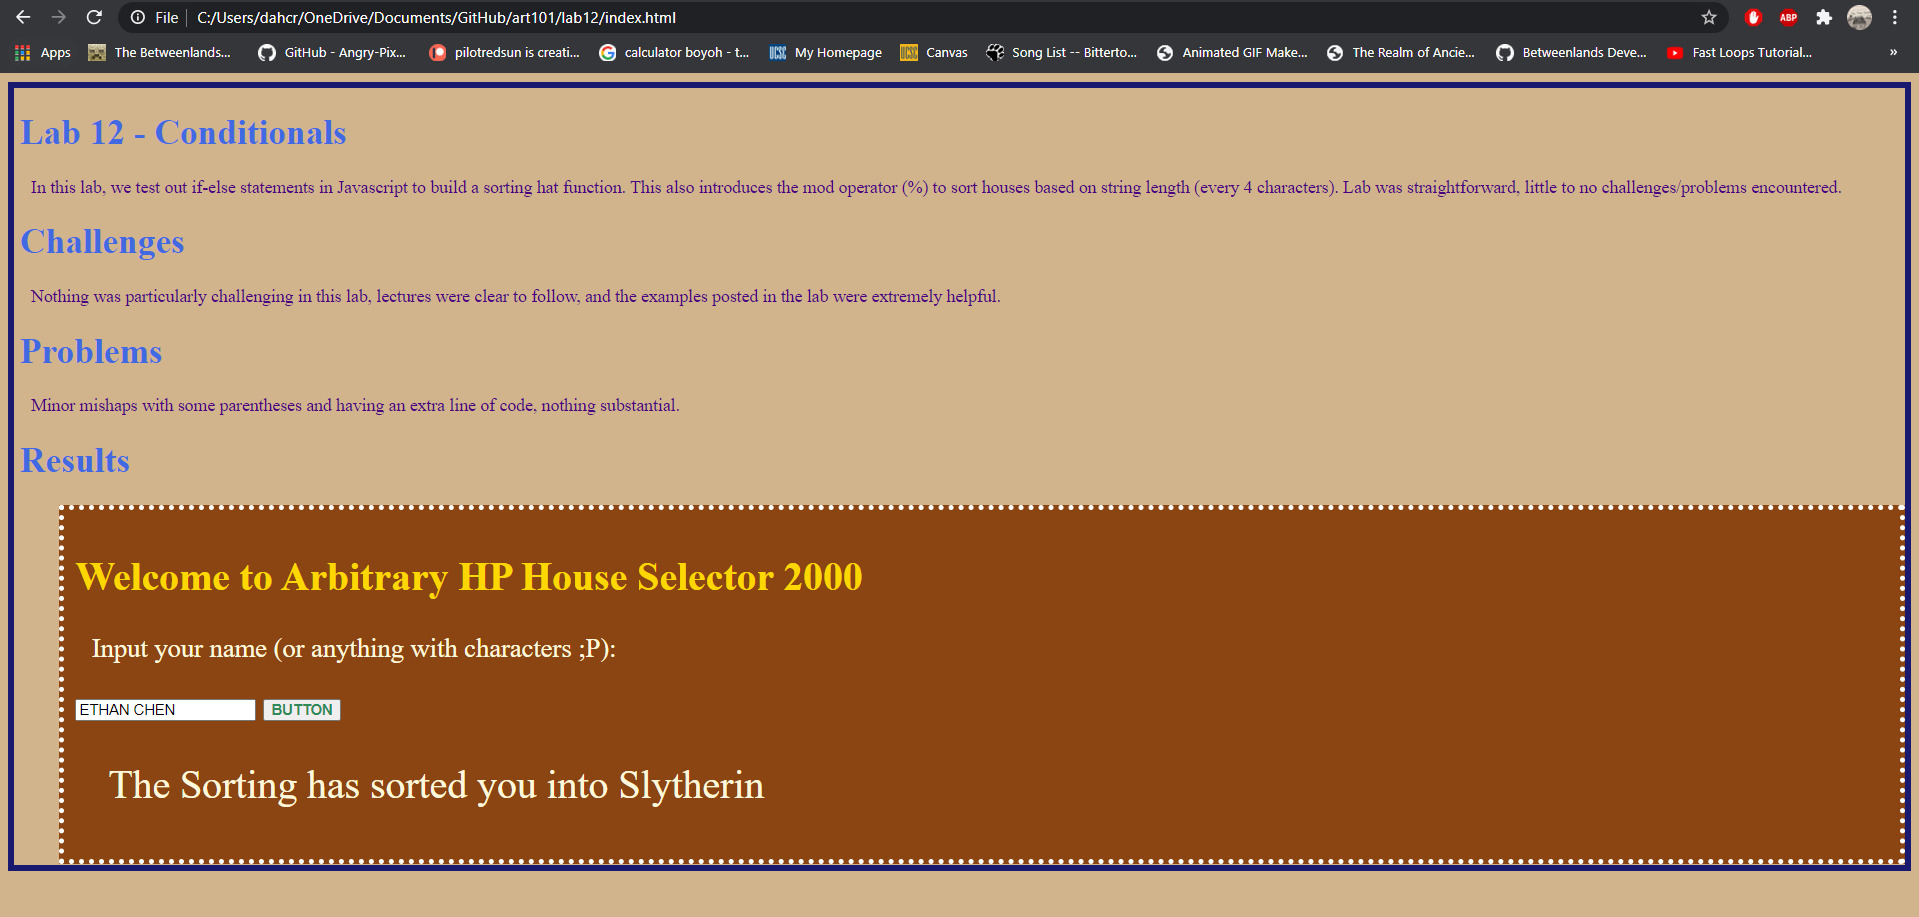 File C:/Users/dahcr/OneDrive/Documents/GitHub/art101/lab12/index.html
ABP
Apps The Betweenlands... GitHub - Angry-Pix... pilotredsun is creati... calculator boyoh - t... UCSC My Homepage UCSC Canvas Song List -- Bitterto... Animated GIF Make... The Realm of Ancie... Betweenlands Deve... Fast Loops Tutorial... »
Lab 12 - Conditionals
In this lab, we test out if-else statements in Javascript to build a sorting hat function. This also introduces the mod operator (%) to sort houses based on string length (every 4 characters). Lab was straightforward, little to no challenges/problems encountered.
Challenges
Nothing was particularly challenging in this lab, lectures were clear to follow, and the examples posted in the lab were extremely helpful.
Problems
Minor mishaps with some parentheses and having an extra line of code, nothing substantial.
Results
Welcome to Arbitrary HP House Selector 2000
Input your name (or anything with characters ;P):
ETHAN CHEN BUTTON
The Sorting has sorted you into Slytherin